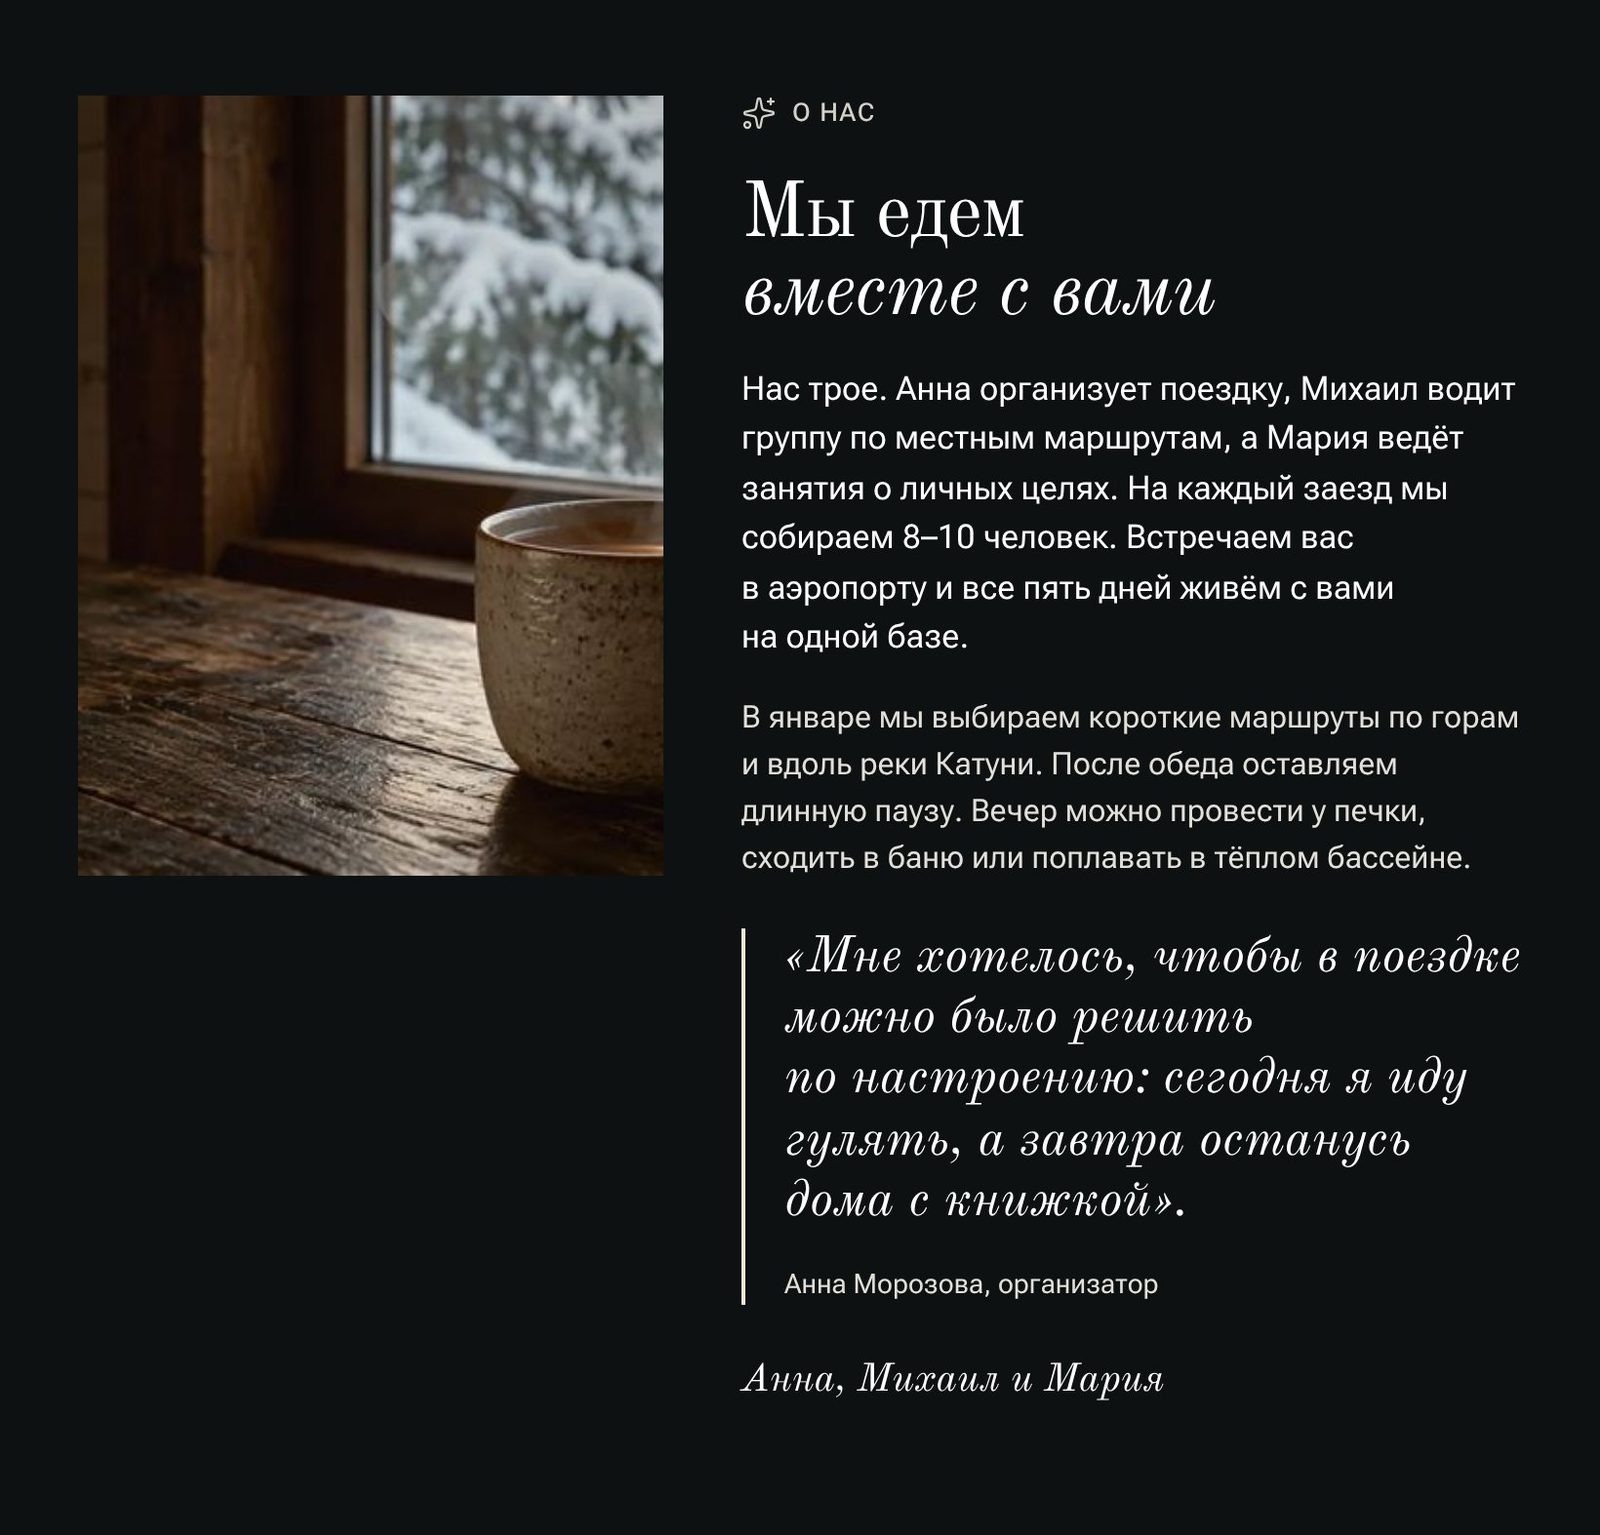 О НАС
Мы едем
вместе с вами
Нас трое. Анна организует поездку, Михаил водит
группу по местным маршрутам, а Мария ведёт
занятия о личных целях. На каждый заезд мы
собираем 8–10 человек. Встречаем вас
в аэропорту и все пять дней живём с вами
на одной базе.
В январе мы выбираем короткие маршруты по горам
и вдоль реки Катуни. После обеда оставляем
длинную паузу. Вечер можно провести у печки,
сходить в баню или поплавать в тёплом бассейне.
«Мне хотелось, чтобы в поездке
можно было решить
по настроению: сегодня я иду
гулять, а завтра останусь
дома с книжкой».
Анна Морозова, организатор
Анна, Михаил и Мария